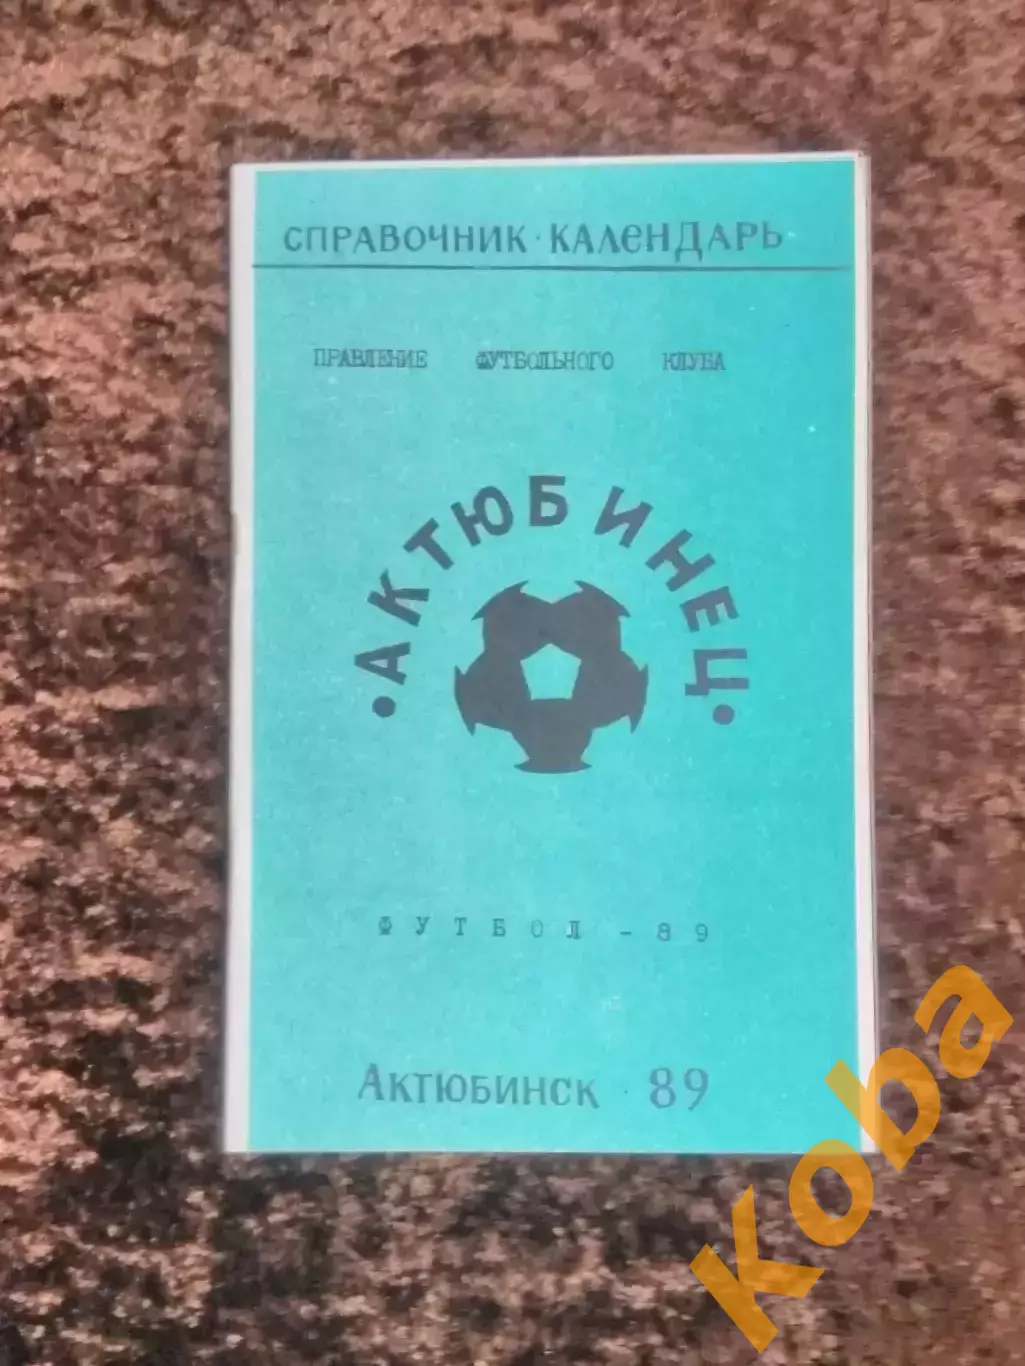 СПРАВОЧНИК · КАЛЕНДАРЬ
ПРАВЛЕНИЕ ФУТБОЛЬНОГО КЛУБА
• АКТЮБИНЕЦ •
ФУТБОЛ - 89
АКТЮБИНСК · 89
Koba